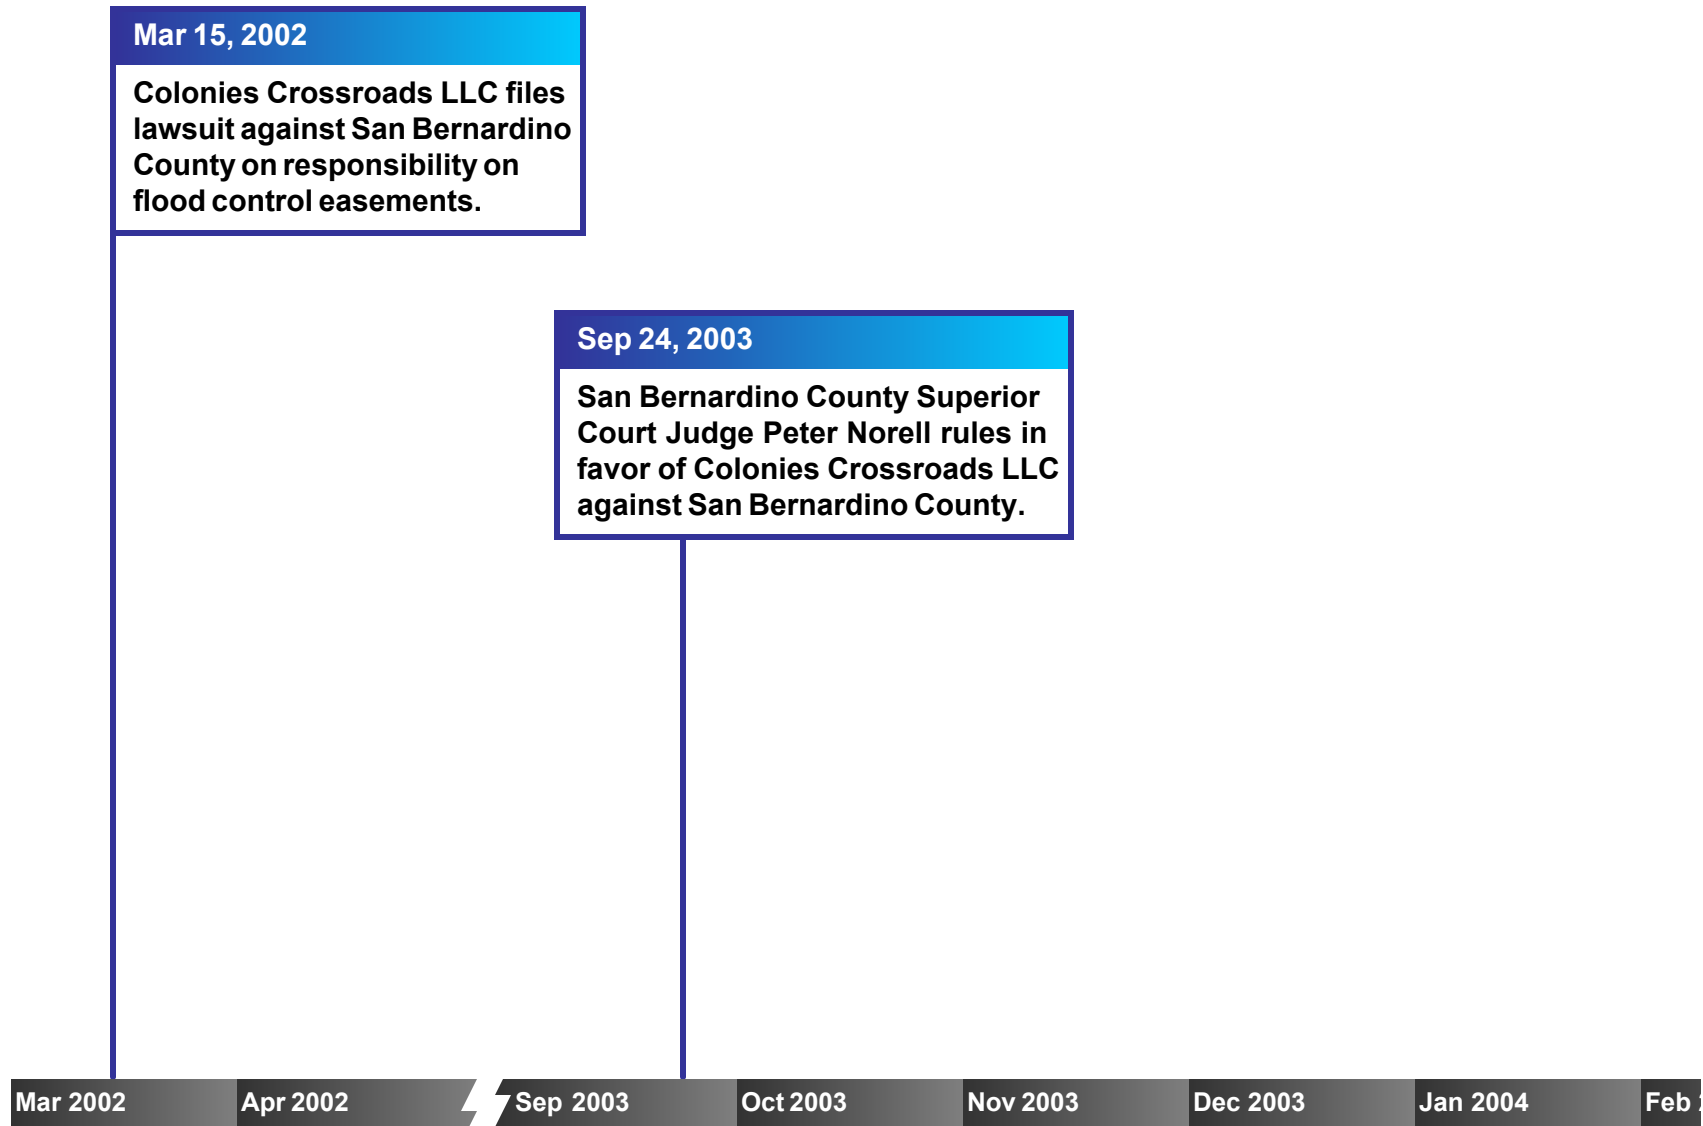 Mar 15, 2002
Colonies Crossroads LLC files
lawsuit against San Bernardino
County on responsibility on
flood control easements.
Sep 24, 2003
San Bernardino County Superior
Court Judge Peter Norell rules in
favor of Colonies Crossroads LLC
against San Bernardino County.
Mar 2002 Apr 2002 Sep 2003 Oct 2003 Nov 2003 Dec 2003 Jan 2004 Feb